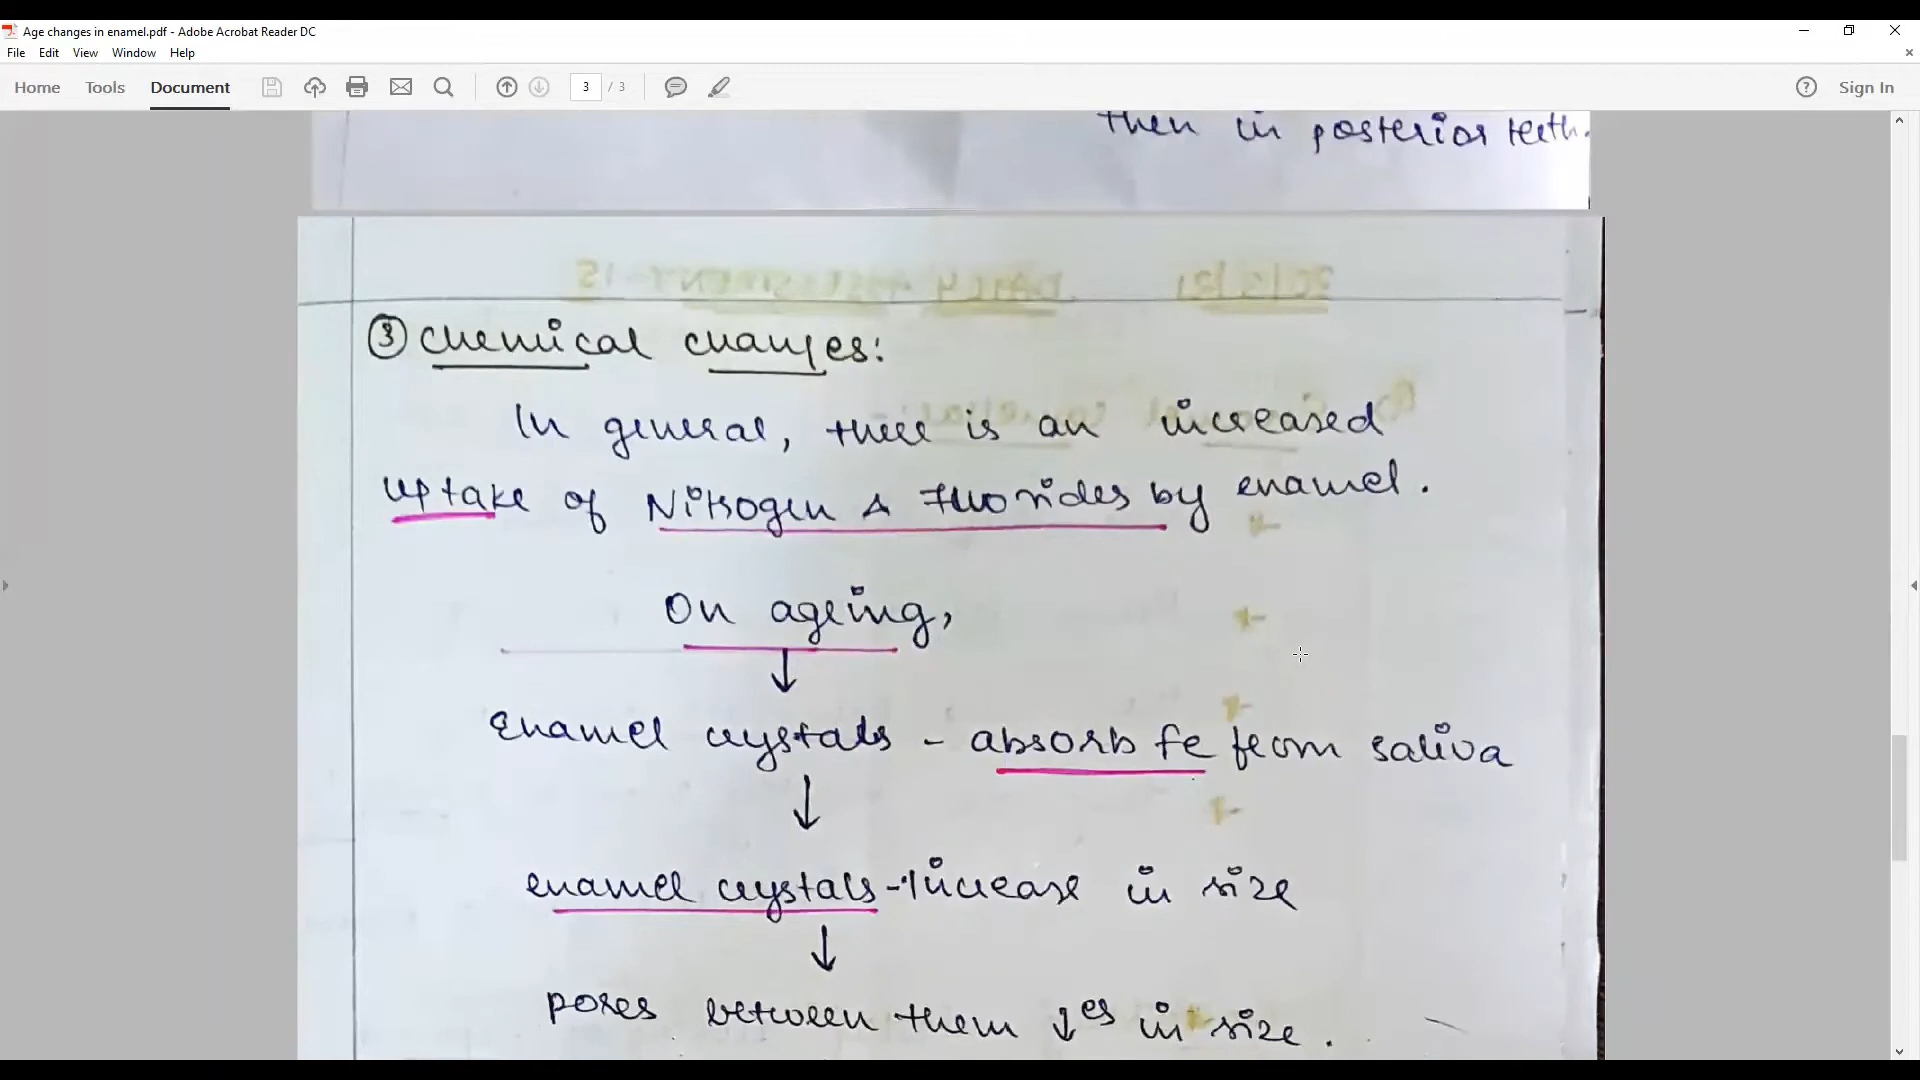 Age changes in enamel.pdf - Adobe Acrobat Reader DC
File Edit View Window Help
Home Tools Document 3 / 3 Sign In
then in posterior teeth.
③ chemical changes:
In general, there is an increased
uptake of Nitrogen & Fluorides by enamel.
On ageing,
↓
Enamel crystals - absorb fe from saliva
↓
enamel crystals - Increase in size
↓
pores between them ↓es in size.